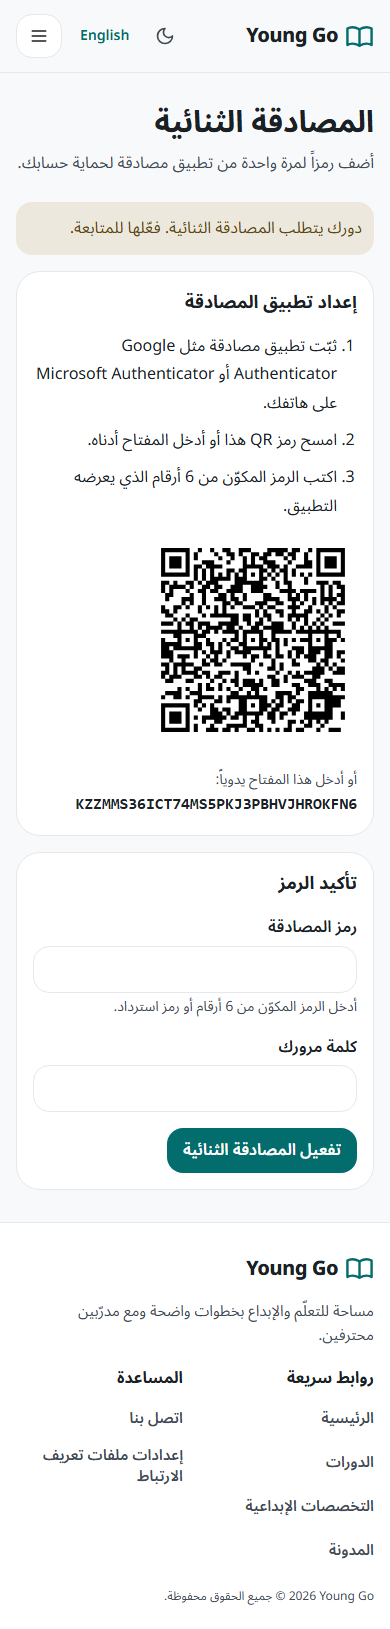 Young Go
English
المصادقة الثنائية
أضف رمزاً لمرة واحدة من تطبيق مصادقة لحماية حسابك.
دورك يتطلب المصادقة الثنائية. فعّلها للمتابعة.
إعداد تطبيق المصادقة
1. ثبّت تطبيق مصادقة مثل Google
Authenticator أو Microsoft Authenticator
على هاتفك.
2. امسح رمز QR هذا أو أدخل المفتاح أدناه.
3. اكتب الرمز المكوّن من 6 أرقام الذي يعرضه
التطبيق.
أو أدخل هذا المفتاح يدوياً:
KZZMMS36ICT74MS5PKJ3PBHVJHROKFN6
تأكيد الرمز
رمز المصادقة
أدخل الرمز المكوّن من 6 أرقام أو رمز استرداد.
كلمة مرورك
تفعيل المصادقة الثنائية
Young Go
مساحة للتعلّم والإبداع بخطوات واضحة ومع مدرّبين
محترفين.
روابط سريعة
الرئيسية
الدورات
التخصصات الإبداعية
المدونة
المساعدة
اتصل بنا
إعدادات ملفات تعريف
الارتباط
Young Go 2026 © جميع الحقوق محفوظة.